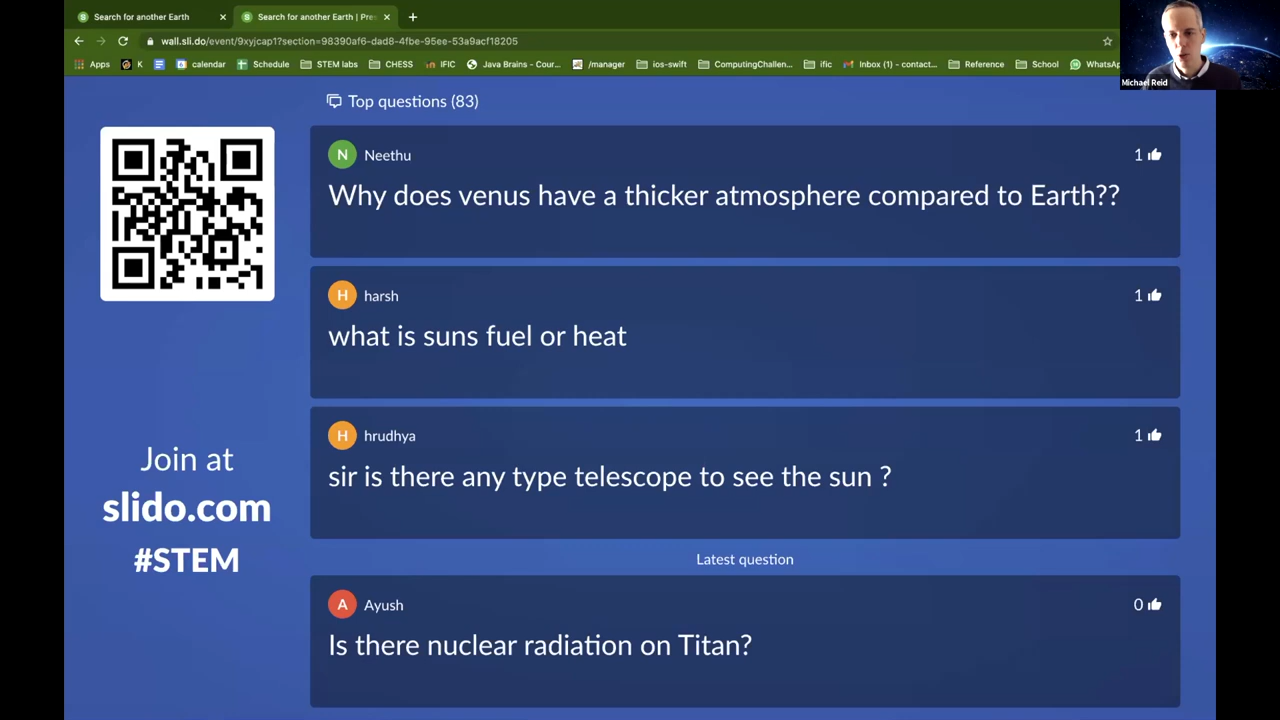 Search for another Earth
Search for another Earth | Pre
wall.sli.do/event/9xyjcap1?section=98390af6-dad8-4fbe-95ee-53a9acf18205
Apps K calendar Schedule STEM labs CHESS IFIC Java Brains - Cour... /manager ios-swift ComputingChallen... ific Inbox (1) - contact... Reference School WhatsAp
Michael Reid
Top questions (83)
N Neethu 1
Why does venus have a thicker atmosphere compared to Earth??
H harsh 1
what is suns fuel or heat
H hrudhya 1
sir is there any type telescope to see the sun ?
Join at
slido.com
#STEM
Latest question
A Ayush 0
Is there nuclear radiation on Titan?